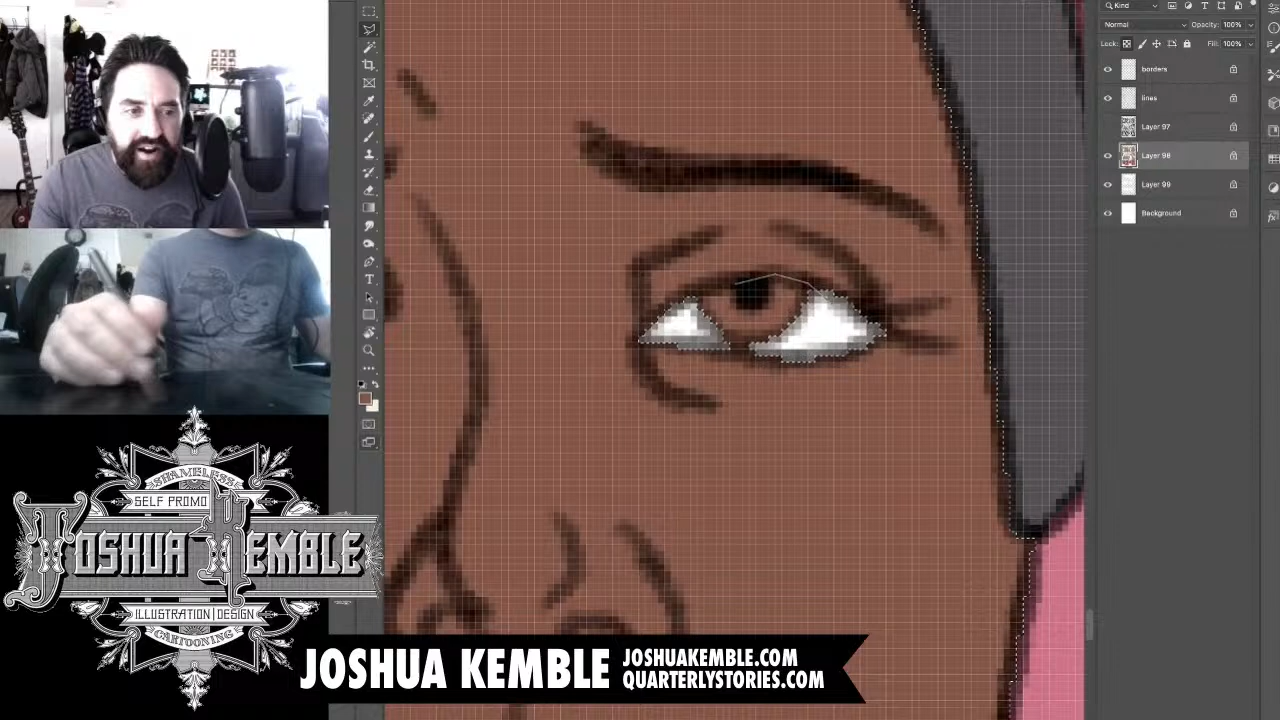 Kind
Normal
Opacity: 100%
Lock:
Fill: 100%
borders
lines
Layer 97
Layer 98
Layer 99
Background
SHAMELESS
SELF PROMO
JOSHUA KEMBLE
ILLUSTRATION | DESIGN
CARTOONING
JOSHUA KEMBLE
JOSHUAKEMBLE.COM
QUARTERLYSTORIES.COM